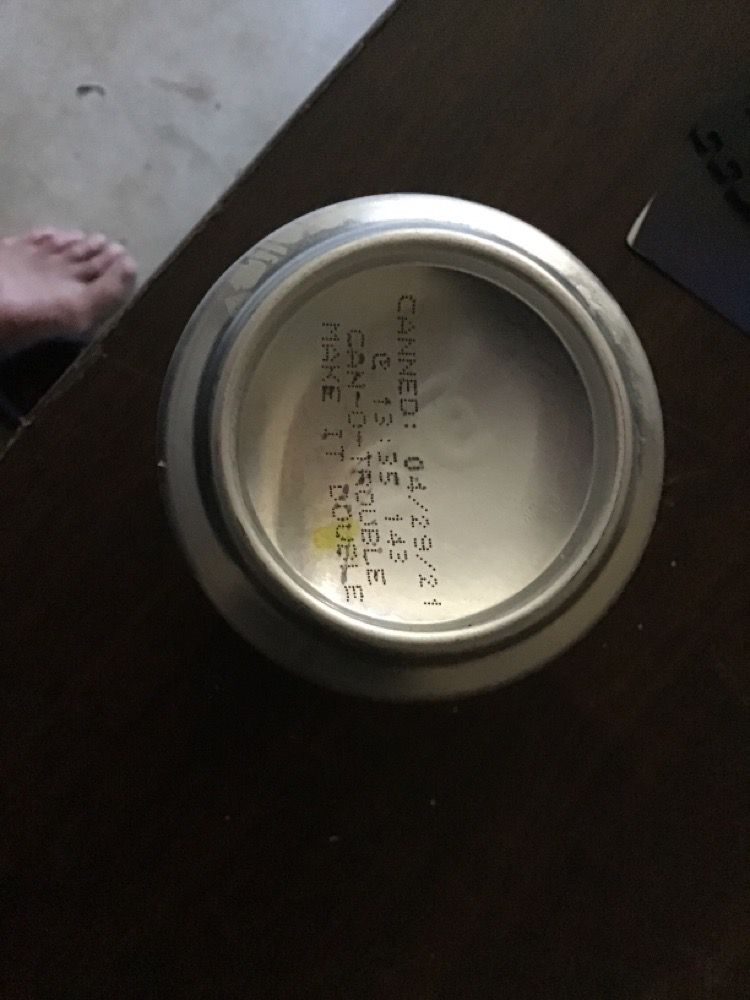 CANNED: 04/29/21
@ 13:35 143
CAN-O-TROUBLE
MAKE IT DOUBLE